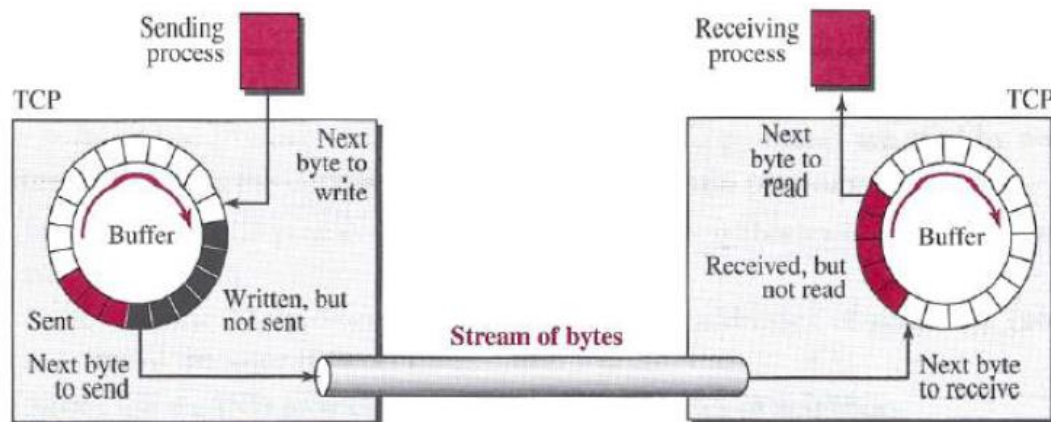 Sending
process
Receiving
process
TCP
TCP
Next
byte to
write
Next
byte to
read
Buffer
Buffer
Sent
Written, but
not sent
Received, but
not read
Stream of bytes
Next byte
to send
Next byte
to receive